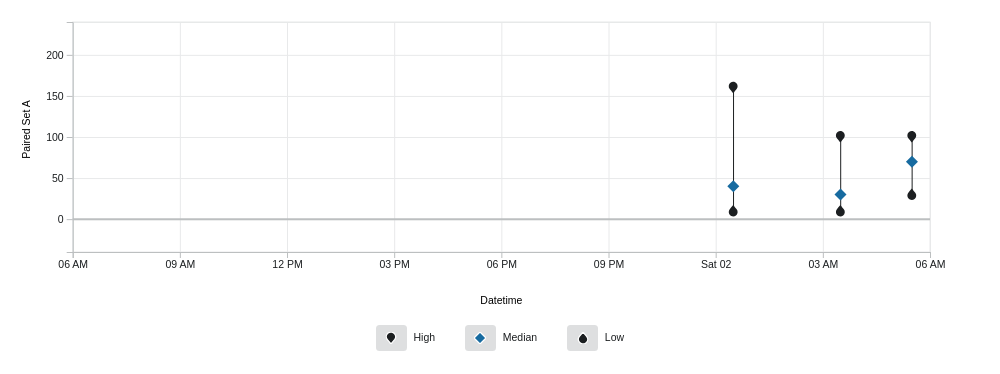 200
150
100
50
0
Paired Set A
06 AM 09 AM 12 PM 03 PM 06 PM 09 PM Sat 02 03 AM 06 AM
Datetime
High Median Low